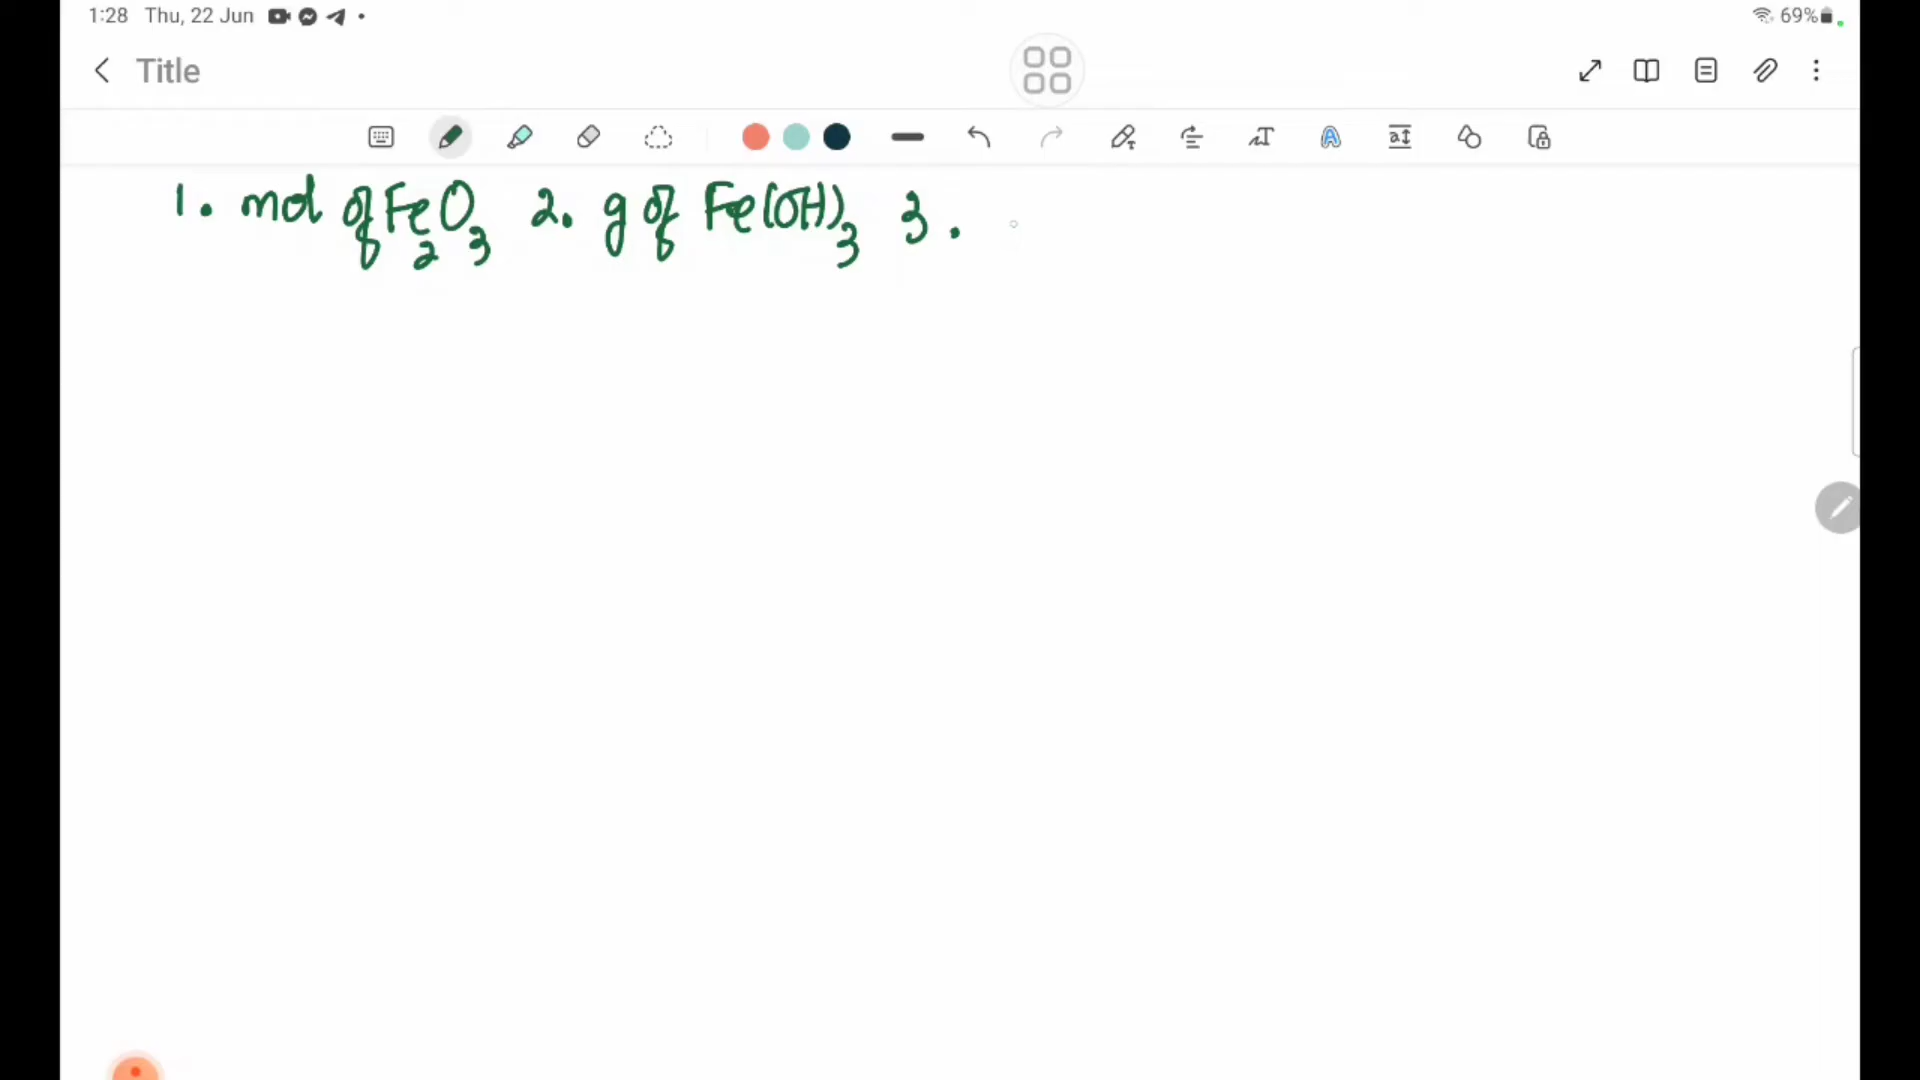 1:28 Thu, 22 Jun 69%
Title
1. mol of Fe₂O₃ 2. g of Fe(OH)₃ 3.